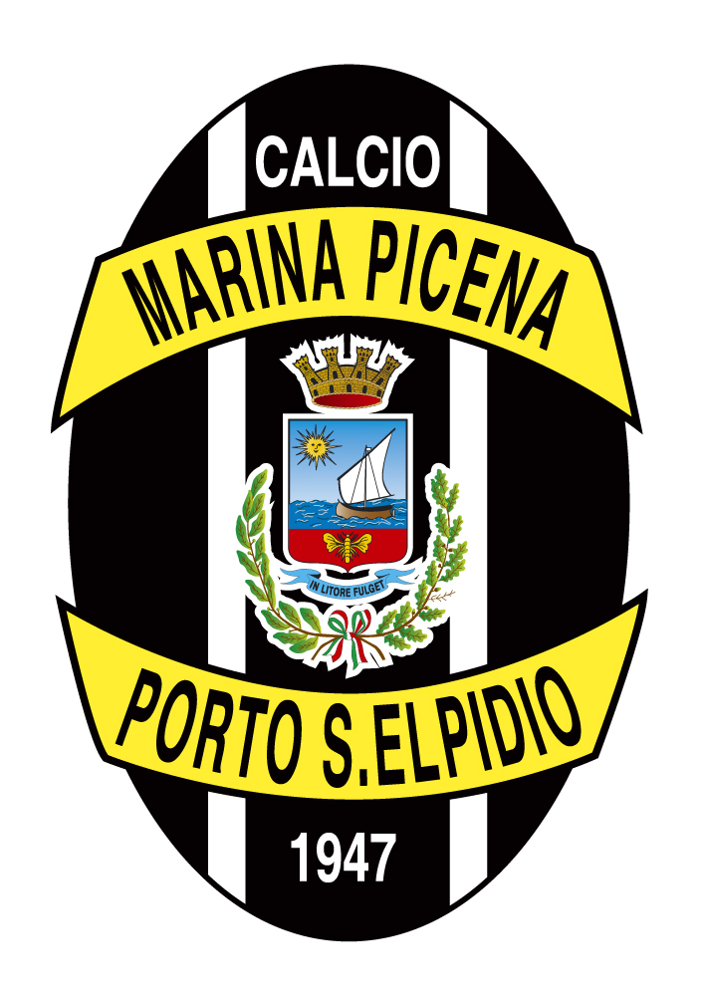 CALCIO
MARINA PICENA
IN LITORE FULGET
PORTO S.ELPIDIO
1947